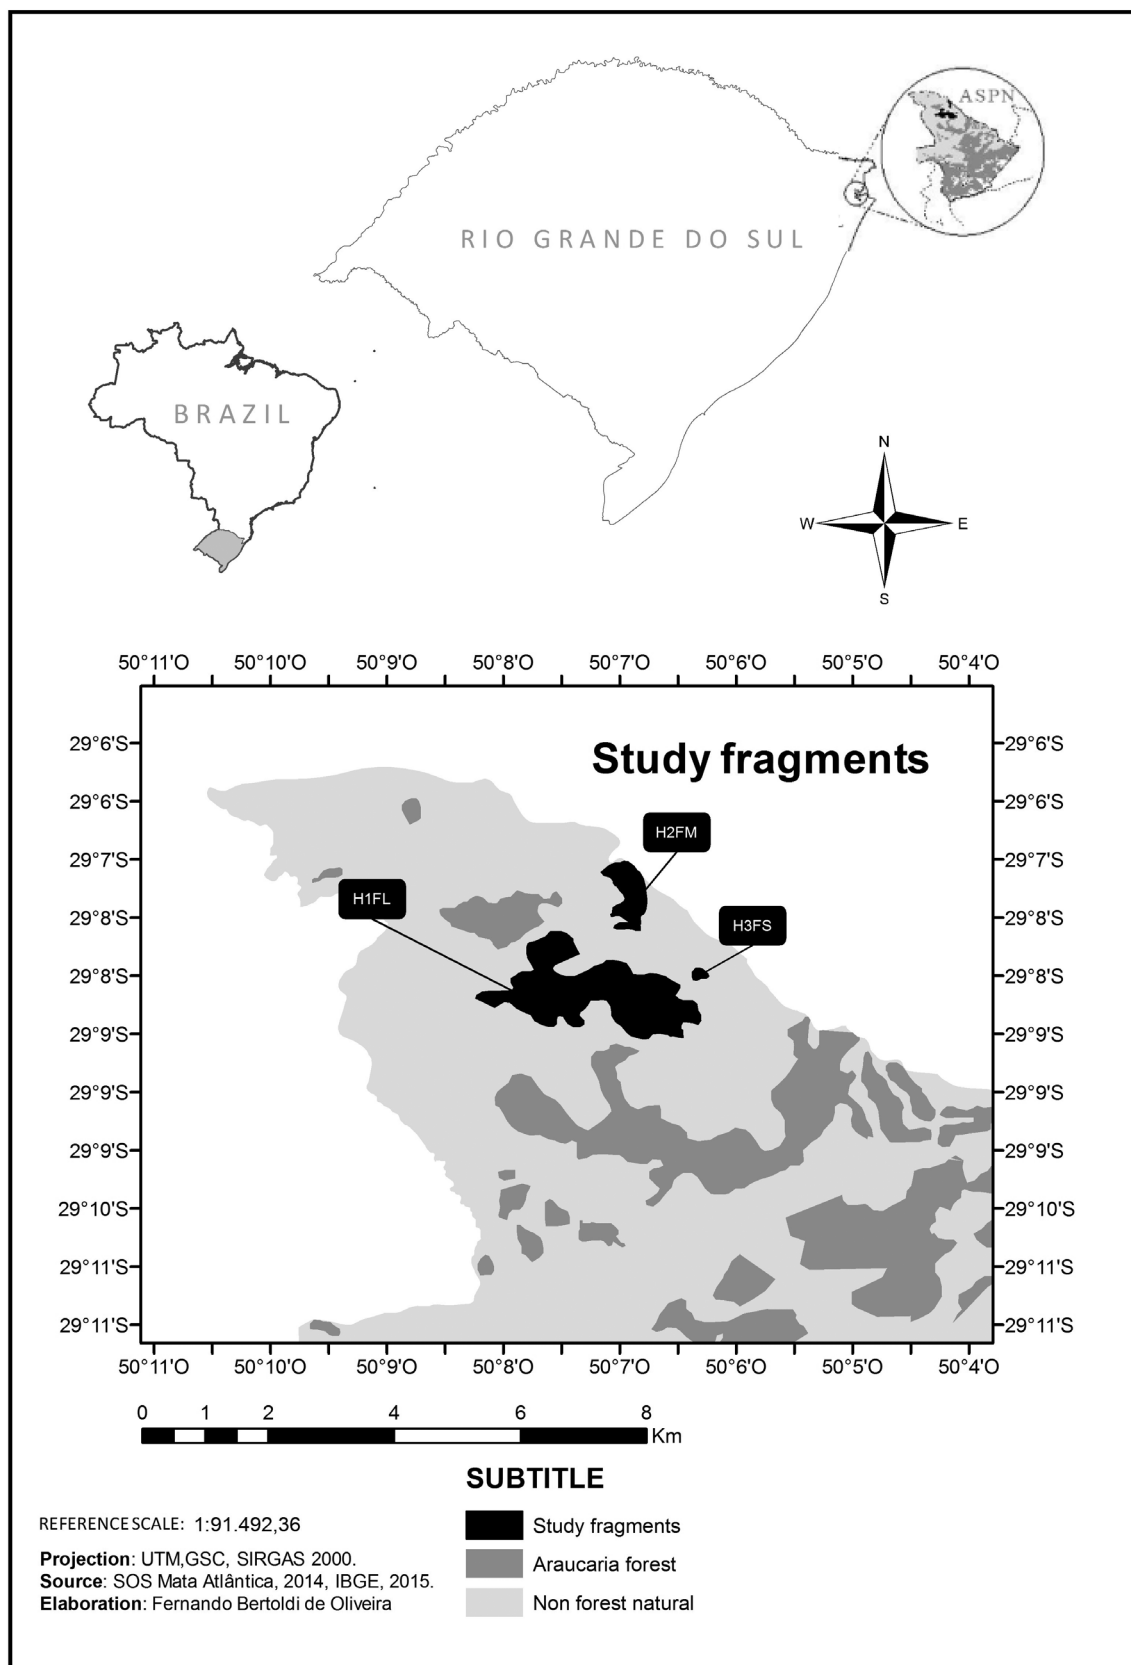 ASPN
RIO GRANDE DO SUL
BRAZIL
N
W E
S
50°11'O 50°10'O 50°9'O 50°8'O 50°7'O 50°6'O 50°5'O 50°4'O
Study fragments
29°6'S 29°6'S
29°6'S 29°6'S
H2FM
29°7'S 29°7'S
H1FL
29°8'S 29°8'S
H3FS
29°8'S 29°8'S
29°9'S 29°9'S
29°9'S 29°9'S
29°9'S 29°9'S
29°10'S 29°10'S
29°11'S 29°11'S
29°11'S 29°11'S
50°11'O 50°10'O 50°9'O 50°8'O 50°7'O 50°6'O 50°5'O 50°4'O
0 1 2 4 6 8
Km
SUBTITLE
Study fragments
Araucaria forest
Non forest natural
REFERENCE SCALE: 1:91.492,36
Projection: UTM,GSC, SIRGAS 2000.
Source: SOS Mata Atlântica, 2014, IBGE, 2015.
Elaboration: Fernando Bertoldi de Oliveira